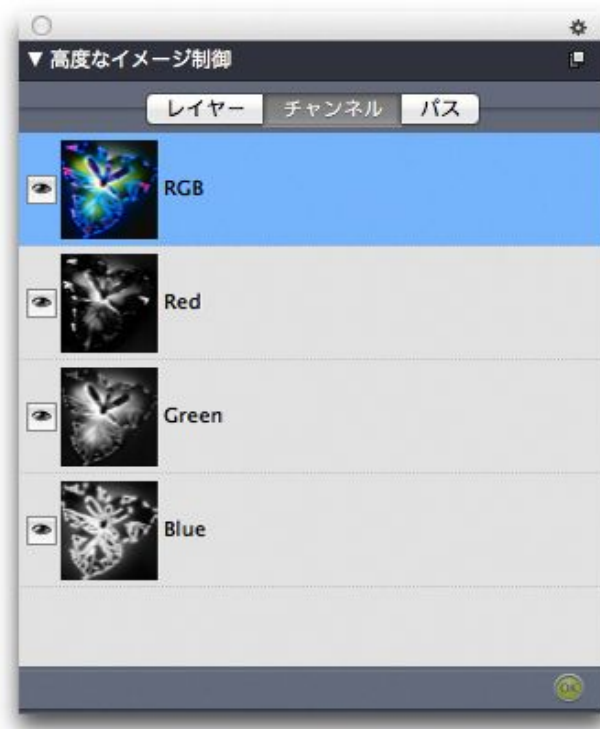 ▼ 高度なイメージ制御
レイヤー チャンネル パス
RGB
Red
Green
Blue
OK